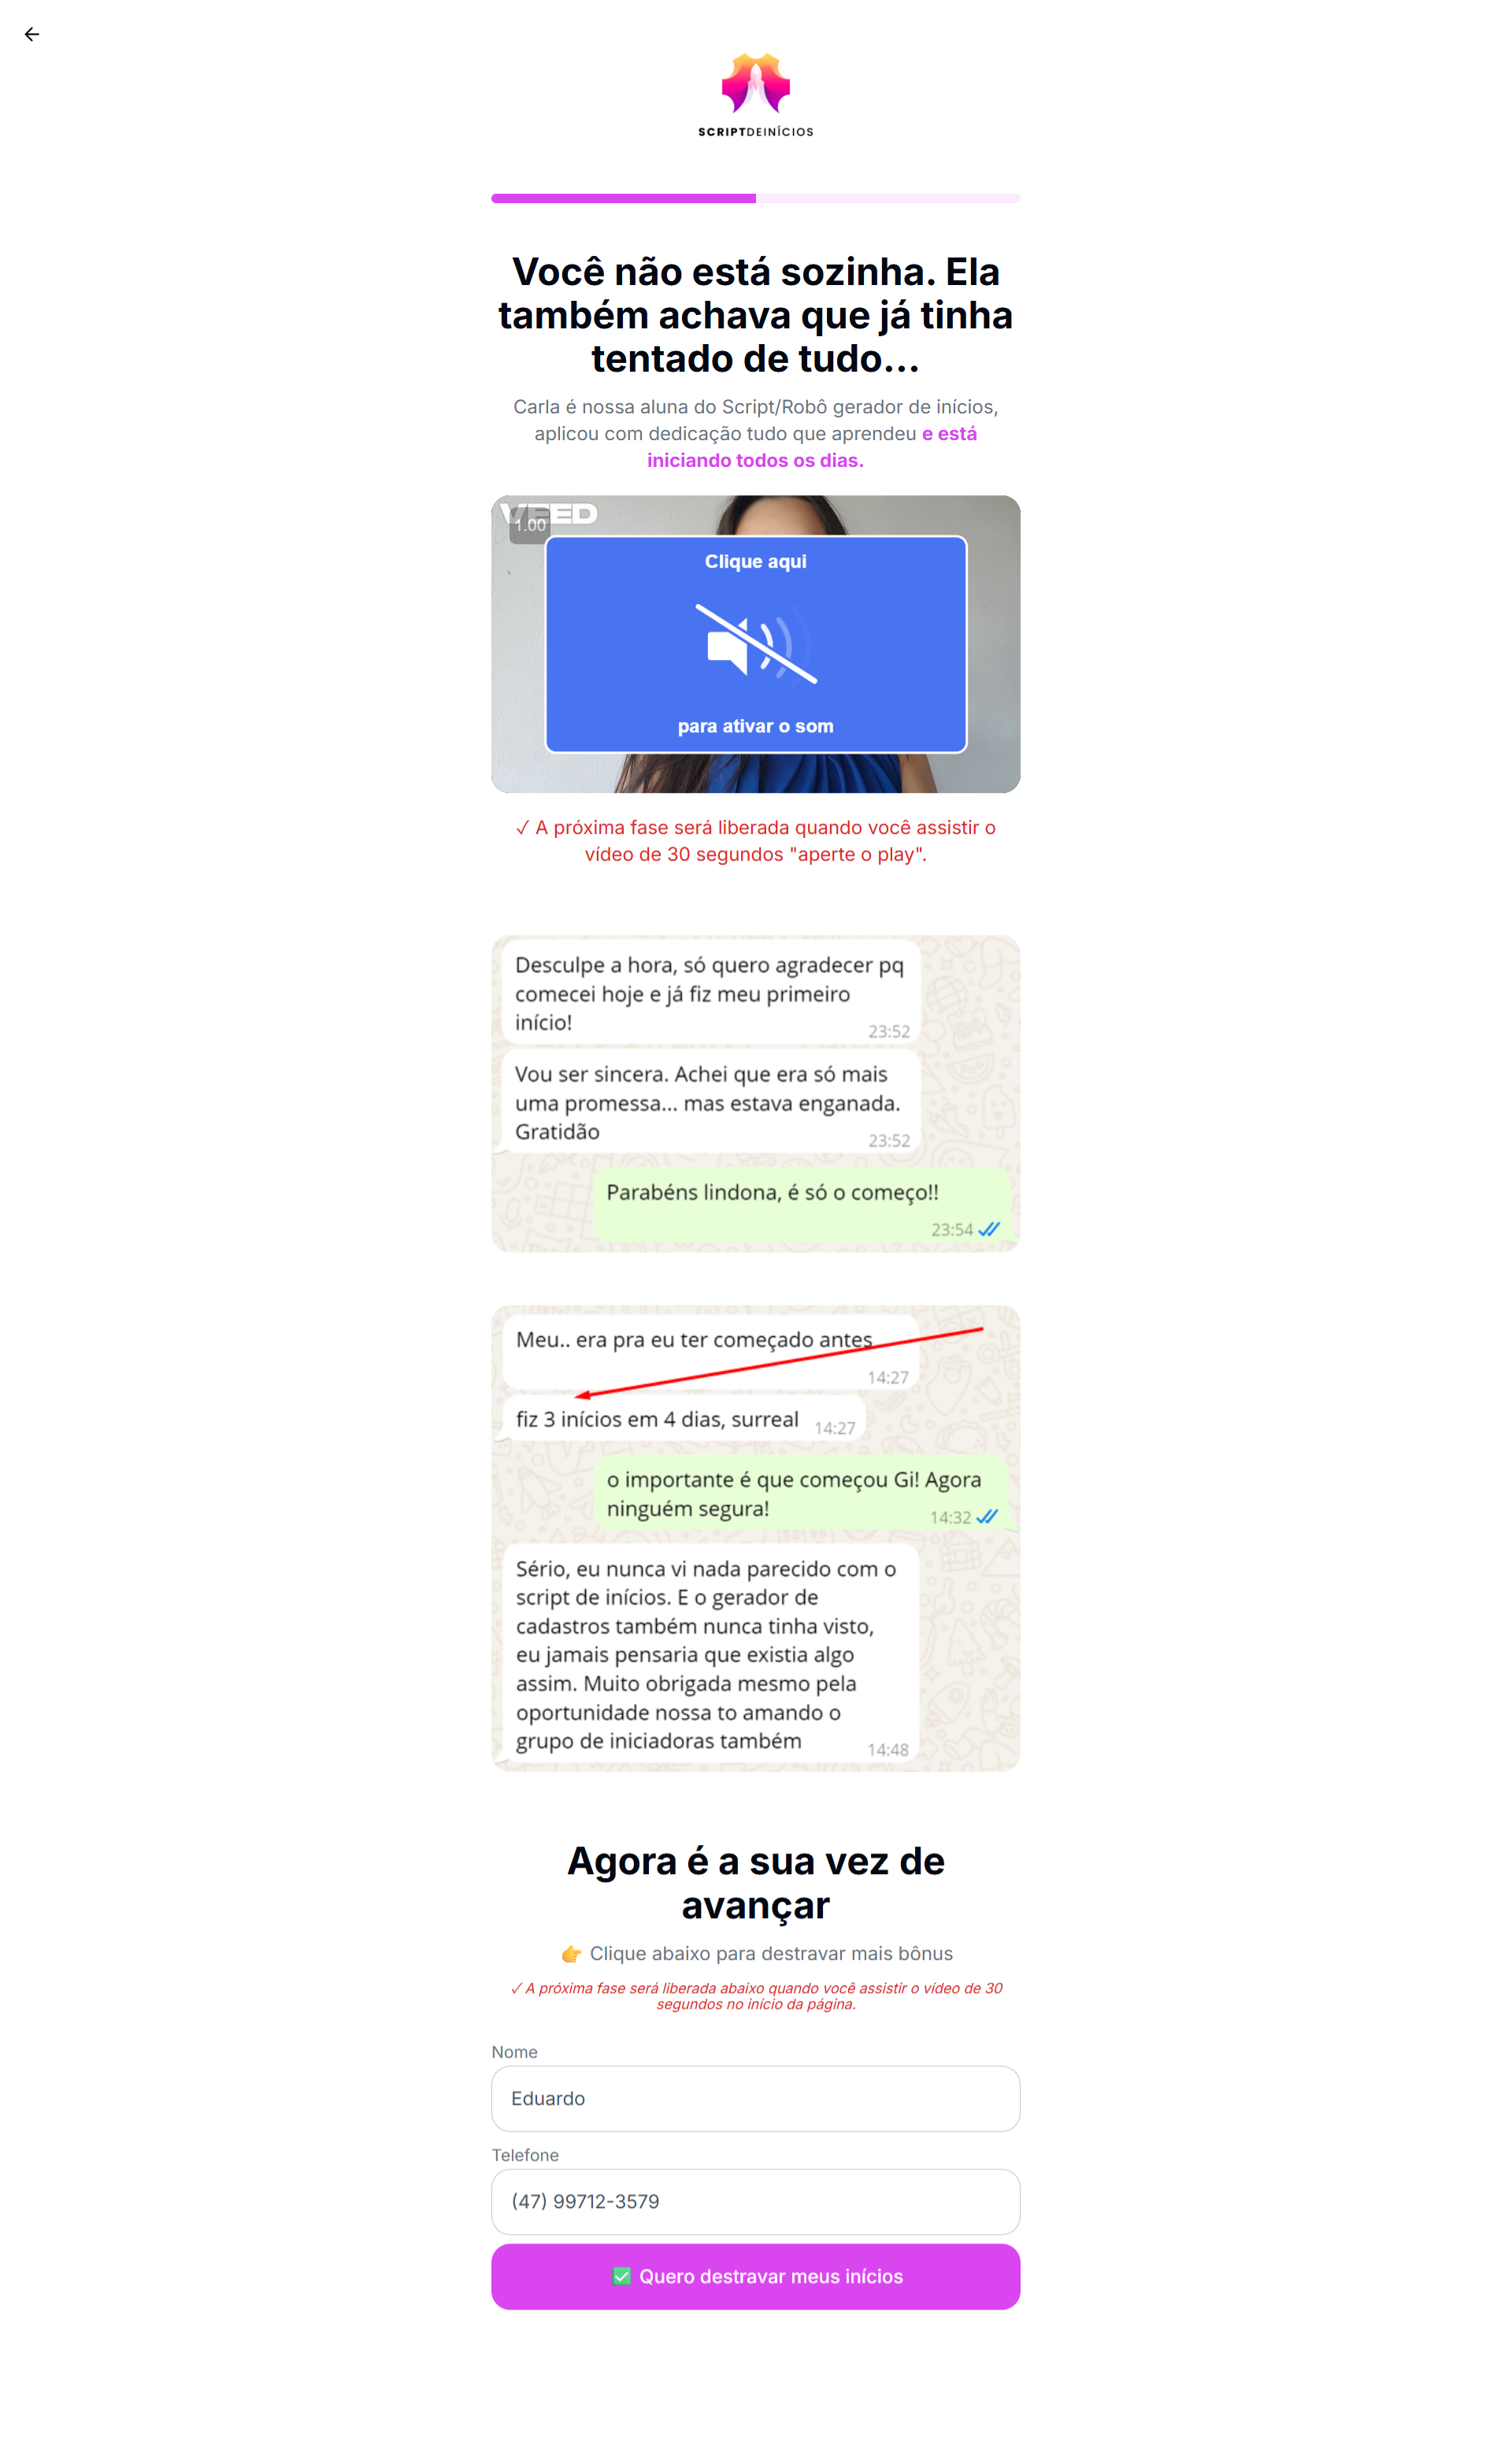 SCRIPTDEINÍCIOS
Você não está sozinha. Ela
também achava que já tinha
tentado de tudo...
Carla é nossa aluna do Script/Robô gerador de inícios,
aplicou com dedicação tudo que aprendeu e está
iniciando todos os dias.
VEED
1.00
Clique aqui
para ativar o som
✓ A próxima fase será liberada quando você assistir o
vídeo de 30 segundos "aperte o play".
Desculpe a hora, só quero agradecer pq
comecei hoje e já fiz meu primeiro
início!
23:52
Vou ser sincera. Achei que era só mais
uma promessa... mas estava enganada.
Gratidão
23:52
Parabéns lindona, é só o começo!!
23:54
Meu.. era pra eu ter começado antes
14:27
fiz 3 inícios em 4 dias, surreal 14:27
o importante é que começou Gi! Agora
ninguém segura!
14:32
Sério, eu nunca vi nada parecido com o
script de inícios. E o gerador de
cadastros também nunca tinha visto,
eu jamais pensaria que existia algo
assim. Muito obrigada mesmo pela
oportunidade nossa to amando o
grupo de iniciadoras também
14:48
Agora é a sua vez de
avançar
👉 Clique abaixo para destravar mais bônus
✓ A próxima fase será liberada abaixo quando você assistir o vídeo de 30
segundos no início da página.
Nome
Eduardo
Telefone
(47) 99712-3579
✅ Quero destravar meus inícios